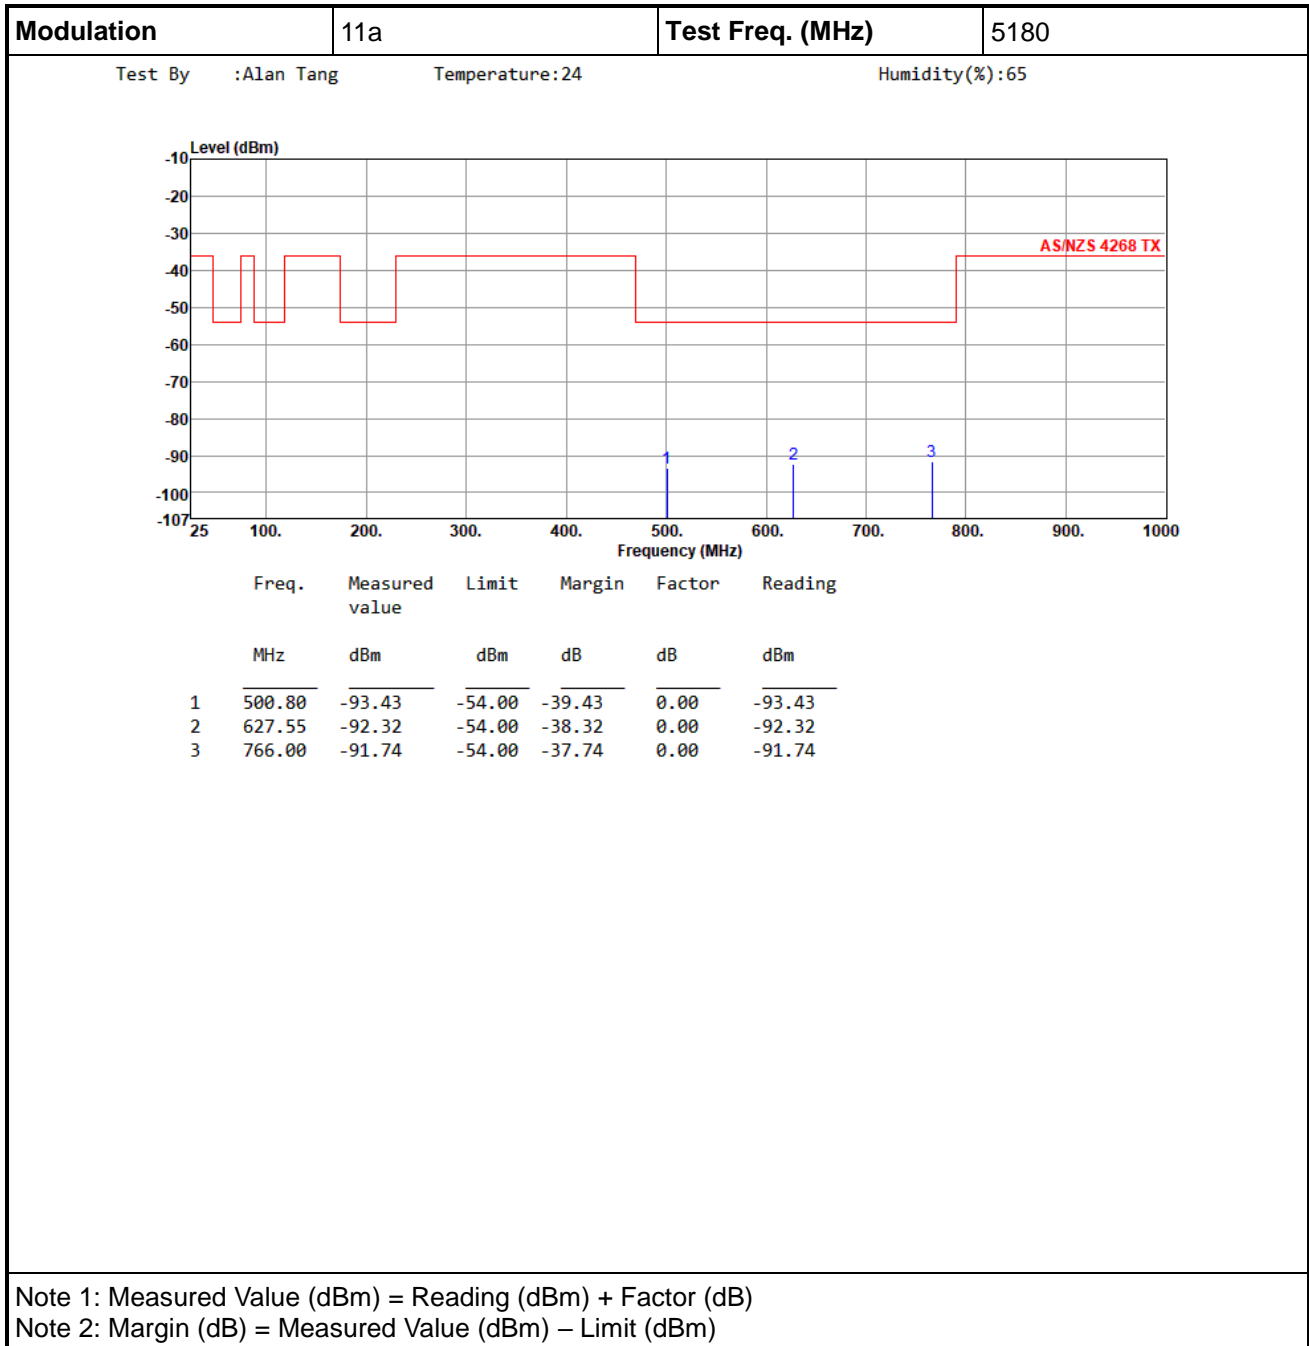 Modulation 11a Test Freq. (MHz) 5180
Test By :Alan Tang Temperature:24 Humidity(%):65
Level (dBm)
-10
-20
-30
AS/NZS 4268 TX
-40
-50
-60
-70
-80
-90 1 2 3
-100
-107
25 100. 200. 300. 400. 500. 600. 700. 800. 900. 1000
Frequency (MHz)
Freq. Measured Limit Margin Factor Reading
value
MHz dBm dBm dB dB dBm
1 500.80 -93.43 -54.00 -39.43 0.00 -93.43
2 627.55 -92.32 -54.00 -38.32 0.00 -92.32
3 766.00 -91.74 -54.00 -37.74 0.00 -91.74
Note 1: Measured Value (dBm) = Reading (dBm) + Factor (dB)
Note 2: Margin (dB) = Measured Value (dBm) – Limit (dBm)